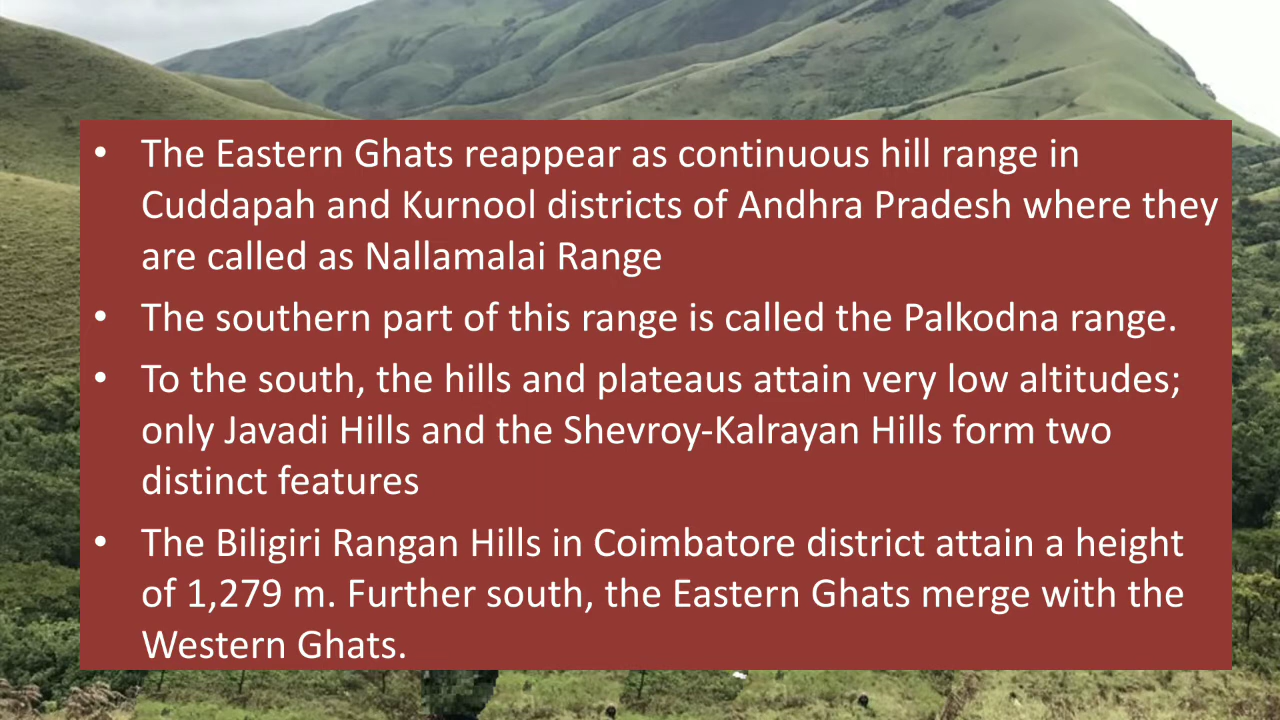 • The Eastern Ghats reappear as continuous hill range in
Cuddapah and Kurnool districts of Andhra Pradesh where they
are called as Nallamalai Range
• The southern part of this range is called the Palkodna range.
• To the south, the hills and plateaus attain very low altitudes;
only Javadi Hills and the Shevroy-Kalrayan Hills form two
distinct features
• The Biligiri Rangan Hills in Coimbatore district attain a height
of 1,279 m. Further south, the Eastern Ghats merge with the
Western Ghats.